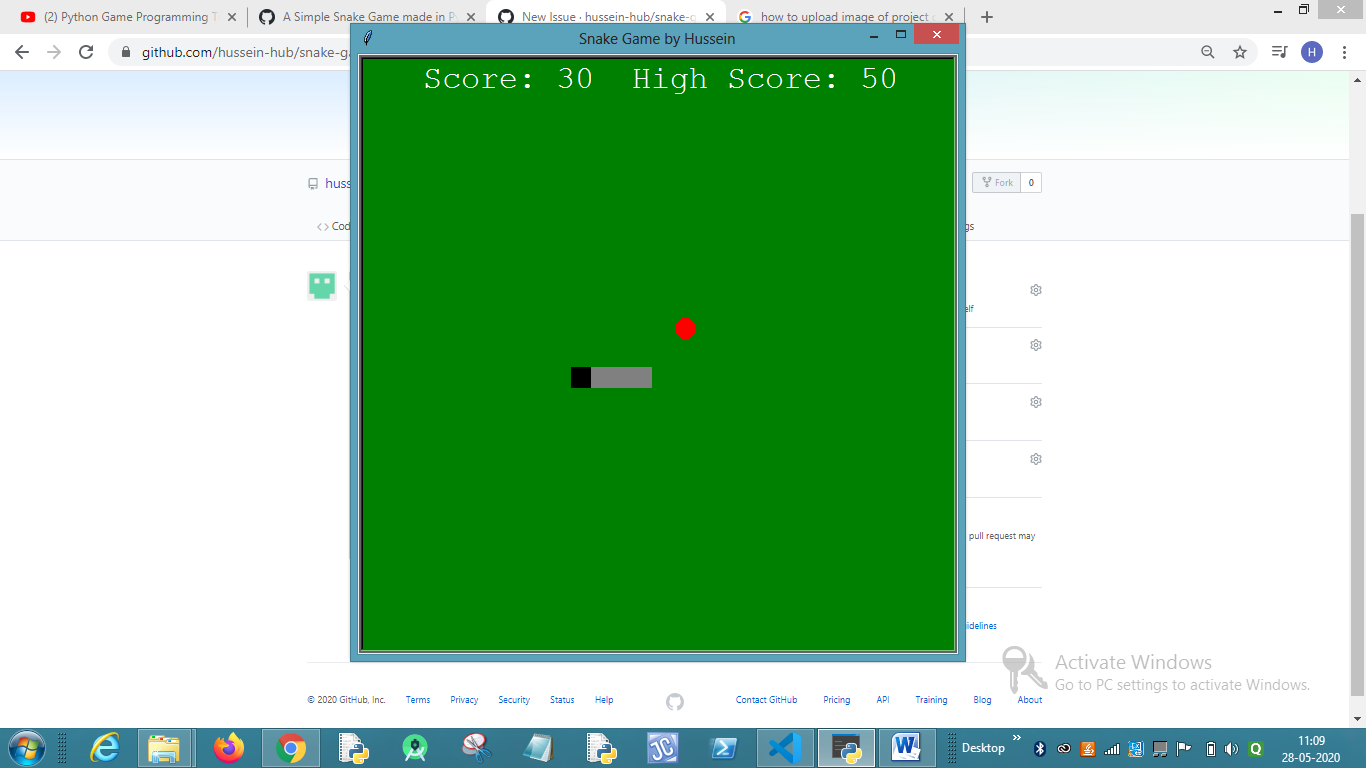 (2) Python Game Programming T
A Simple Snake Game made in Py
New Issue · hussein-hub/snake-g
how to upload image of project o
github.com/hussein-hub/snake-ga
H
Snake Game by Hussein
Score: 30  High Score: 50
huss
Fork 0
Cod
gs
elf
pull request may
idelines
Activate Windows
Go to PC settings to activate Windows.
© 2020 GitHub, Inc. Terms Privacy Security Status Help Contact GitHub Pricing API Training Blog About
Desktop
11:09
28-05-2020